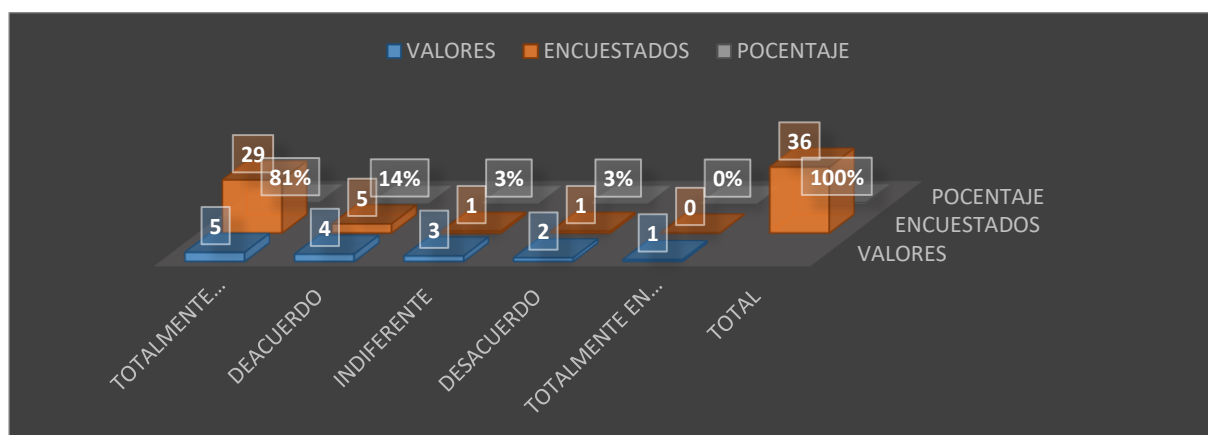 VALORES ENCUESTADOS POCENTAJE
29 36
81% 14% 3% 3% 0% 100%
5 1 1 0
5 4 3 2 1
POCENTAJE
ENCUESTADOS
VALORES
TOTALMENTE...
DEACUERDO
INDIFERENTE
DESACUERDO
TOTALMENTE EN...
TOTAL